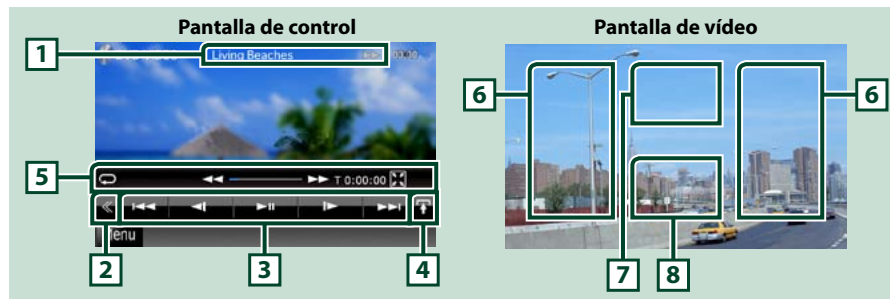 Pantalla de control
Pantalla de vídeo
1
Living Beaches
6
6
7
5
T 0:00:00
Menu
2
3
4
7
8